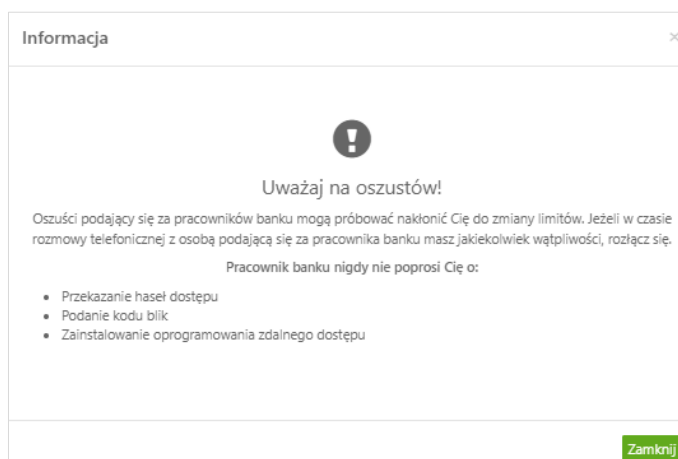 Informacja
×
Uważaj na oszustów!
Oszuści podający się za pracowników banku mogą próbować nakłonić Cię do zmiany limitów. Jeżeli w czasie
rozmowy telefonicznej z osobą podającą się za pracownika banku masz jakiekolwiek wątpliwości, rozłącz się.
Pracownik banku nigdy nie poprosi Cię o:
• Przekazanie haseł dostępu
• Podanie kodu blik
• Zainstalowanie oprogramowania zdalnego dostępu
Zamknij